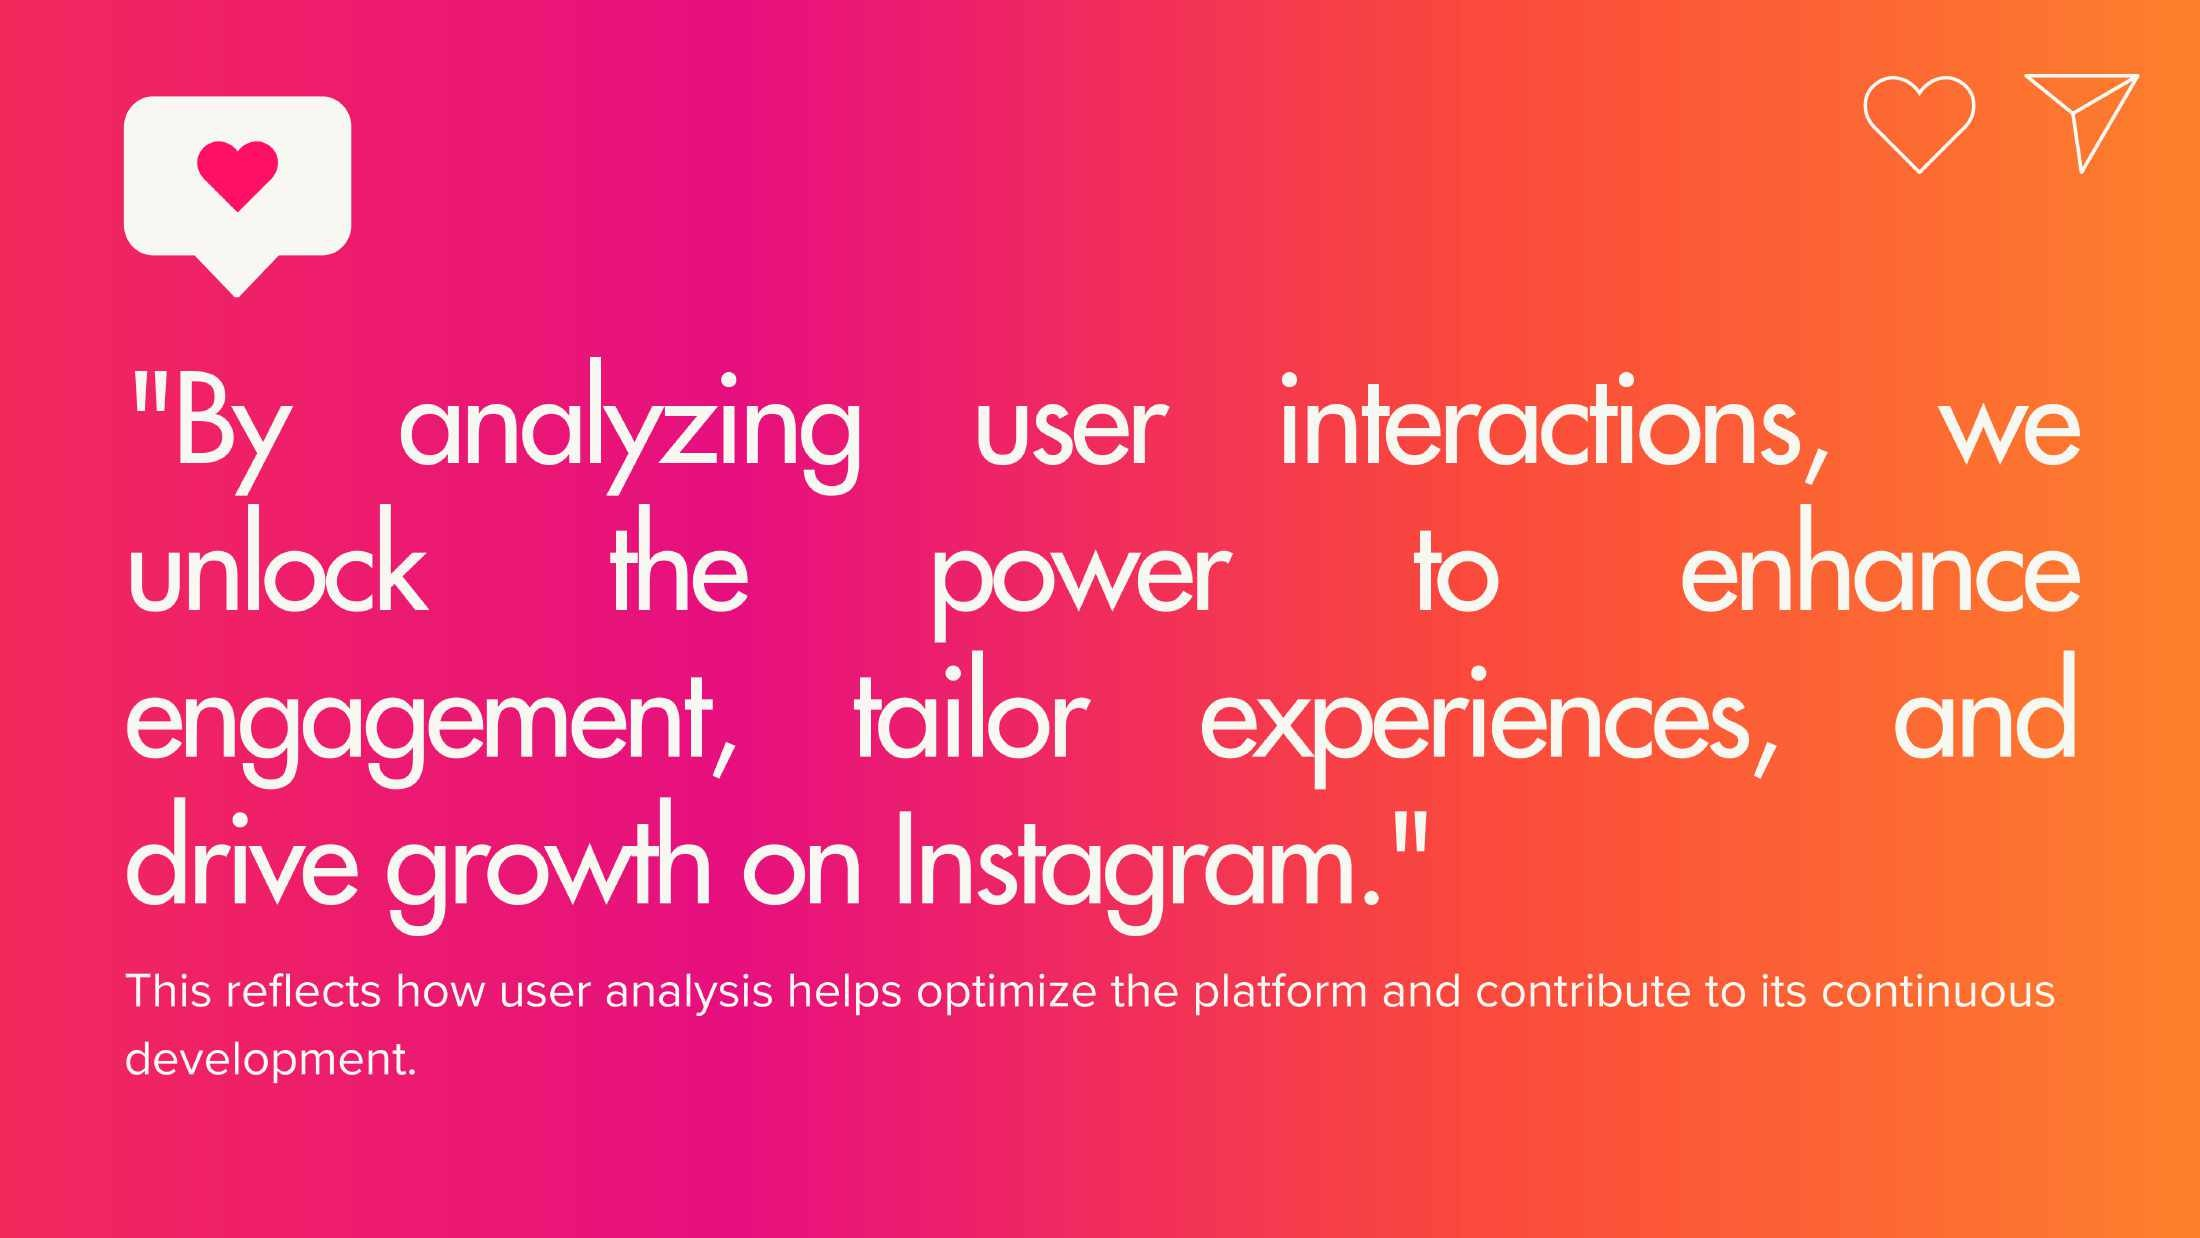 "By analyzing user interactions, we
unlock the power to enhance
engagement, tailor experiences, and
drive growth on Instagram."
This reflects how user analysis helps optimize the platform and contribute to its continuous
development.